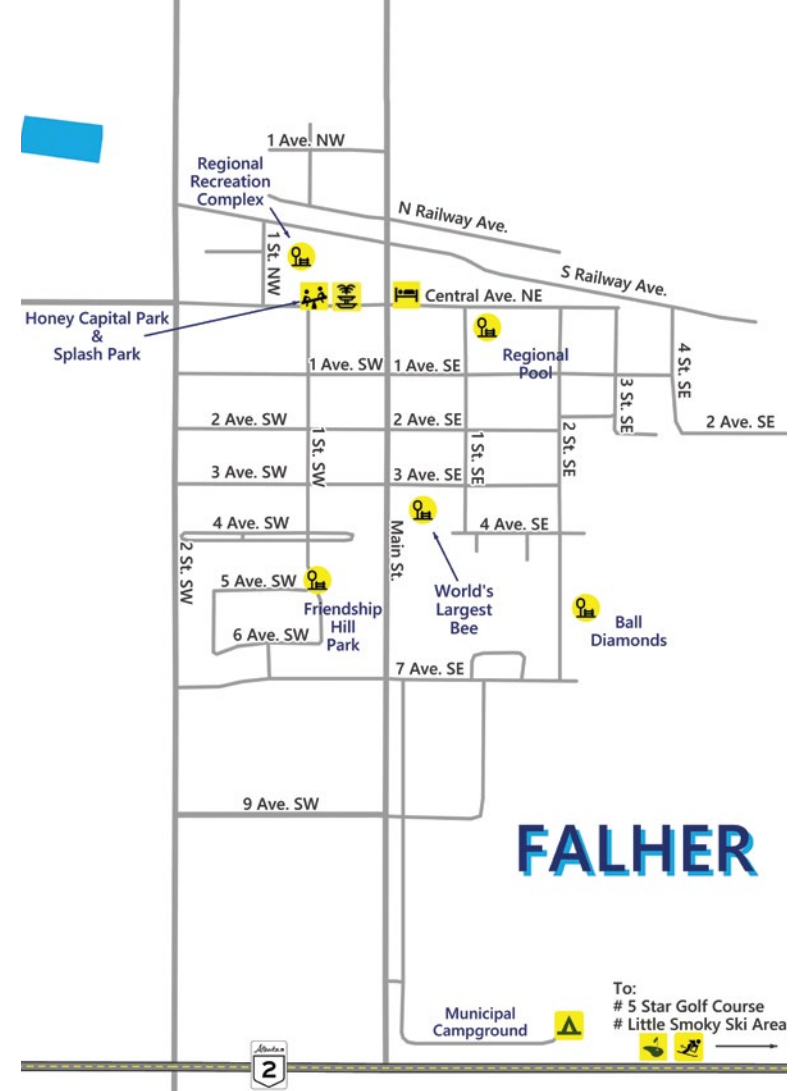 1 Ave. NW
Regional
Recreation
Complex
N Railway Ave.
1 St. NW
S Railway Ave.
Central Ave. NE
Honey Capital Park
&
Splash Park
Regional
Pool
4 St. SE
1 Ave. SW
1 Ave. SE
3 St. SE
2 Ave. SW
2 Ave. SE
2 Ave. SE
1 St. SW
1 St. SE
2 St. SE
3 Ave. SW
3 Ave. SE
4 Ave. SW
4 Ave. SE
Main St.
2 St. SW
5 Ave. SW
World's
Largest
Bee
Friendship
Hill
Park
Ball
Diamonds
6 Ave. SW
7 Ave. SE
9 Ave. SW
FALHER
To:
# 5 Star Golf Course
# Little Smoky Ski Area
Municipal
Campground
Alberta
2